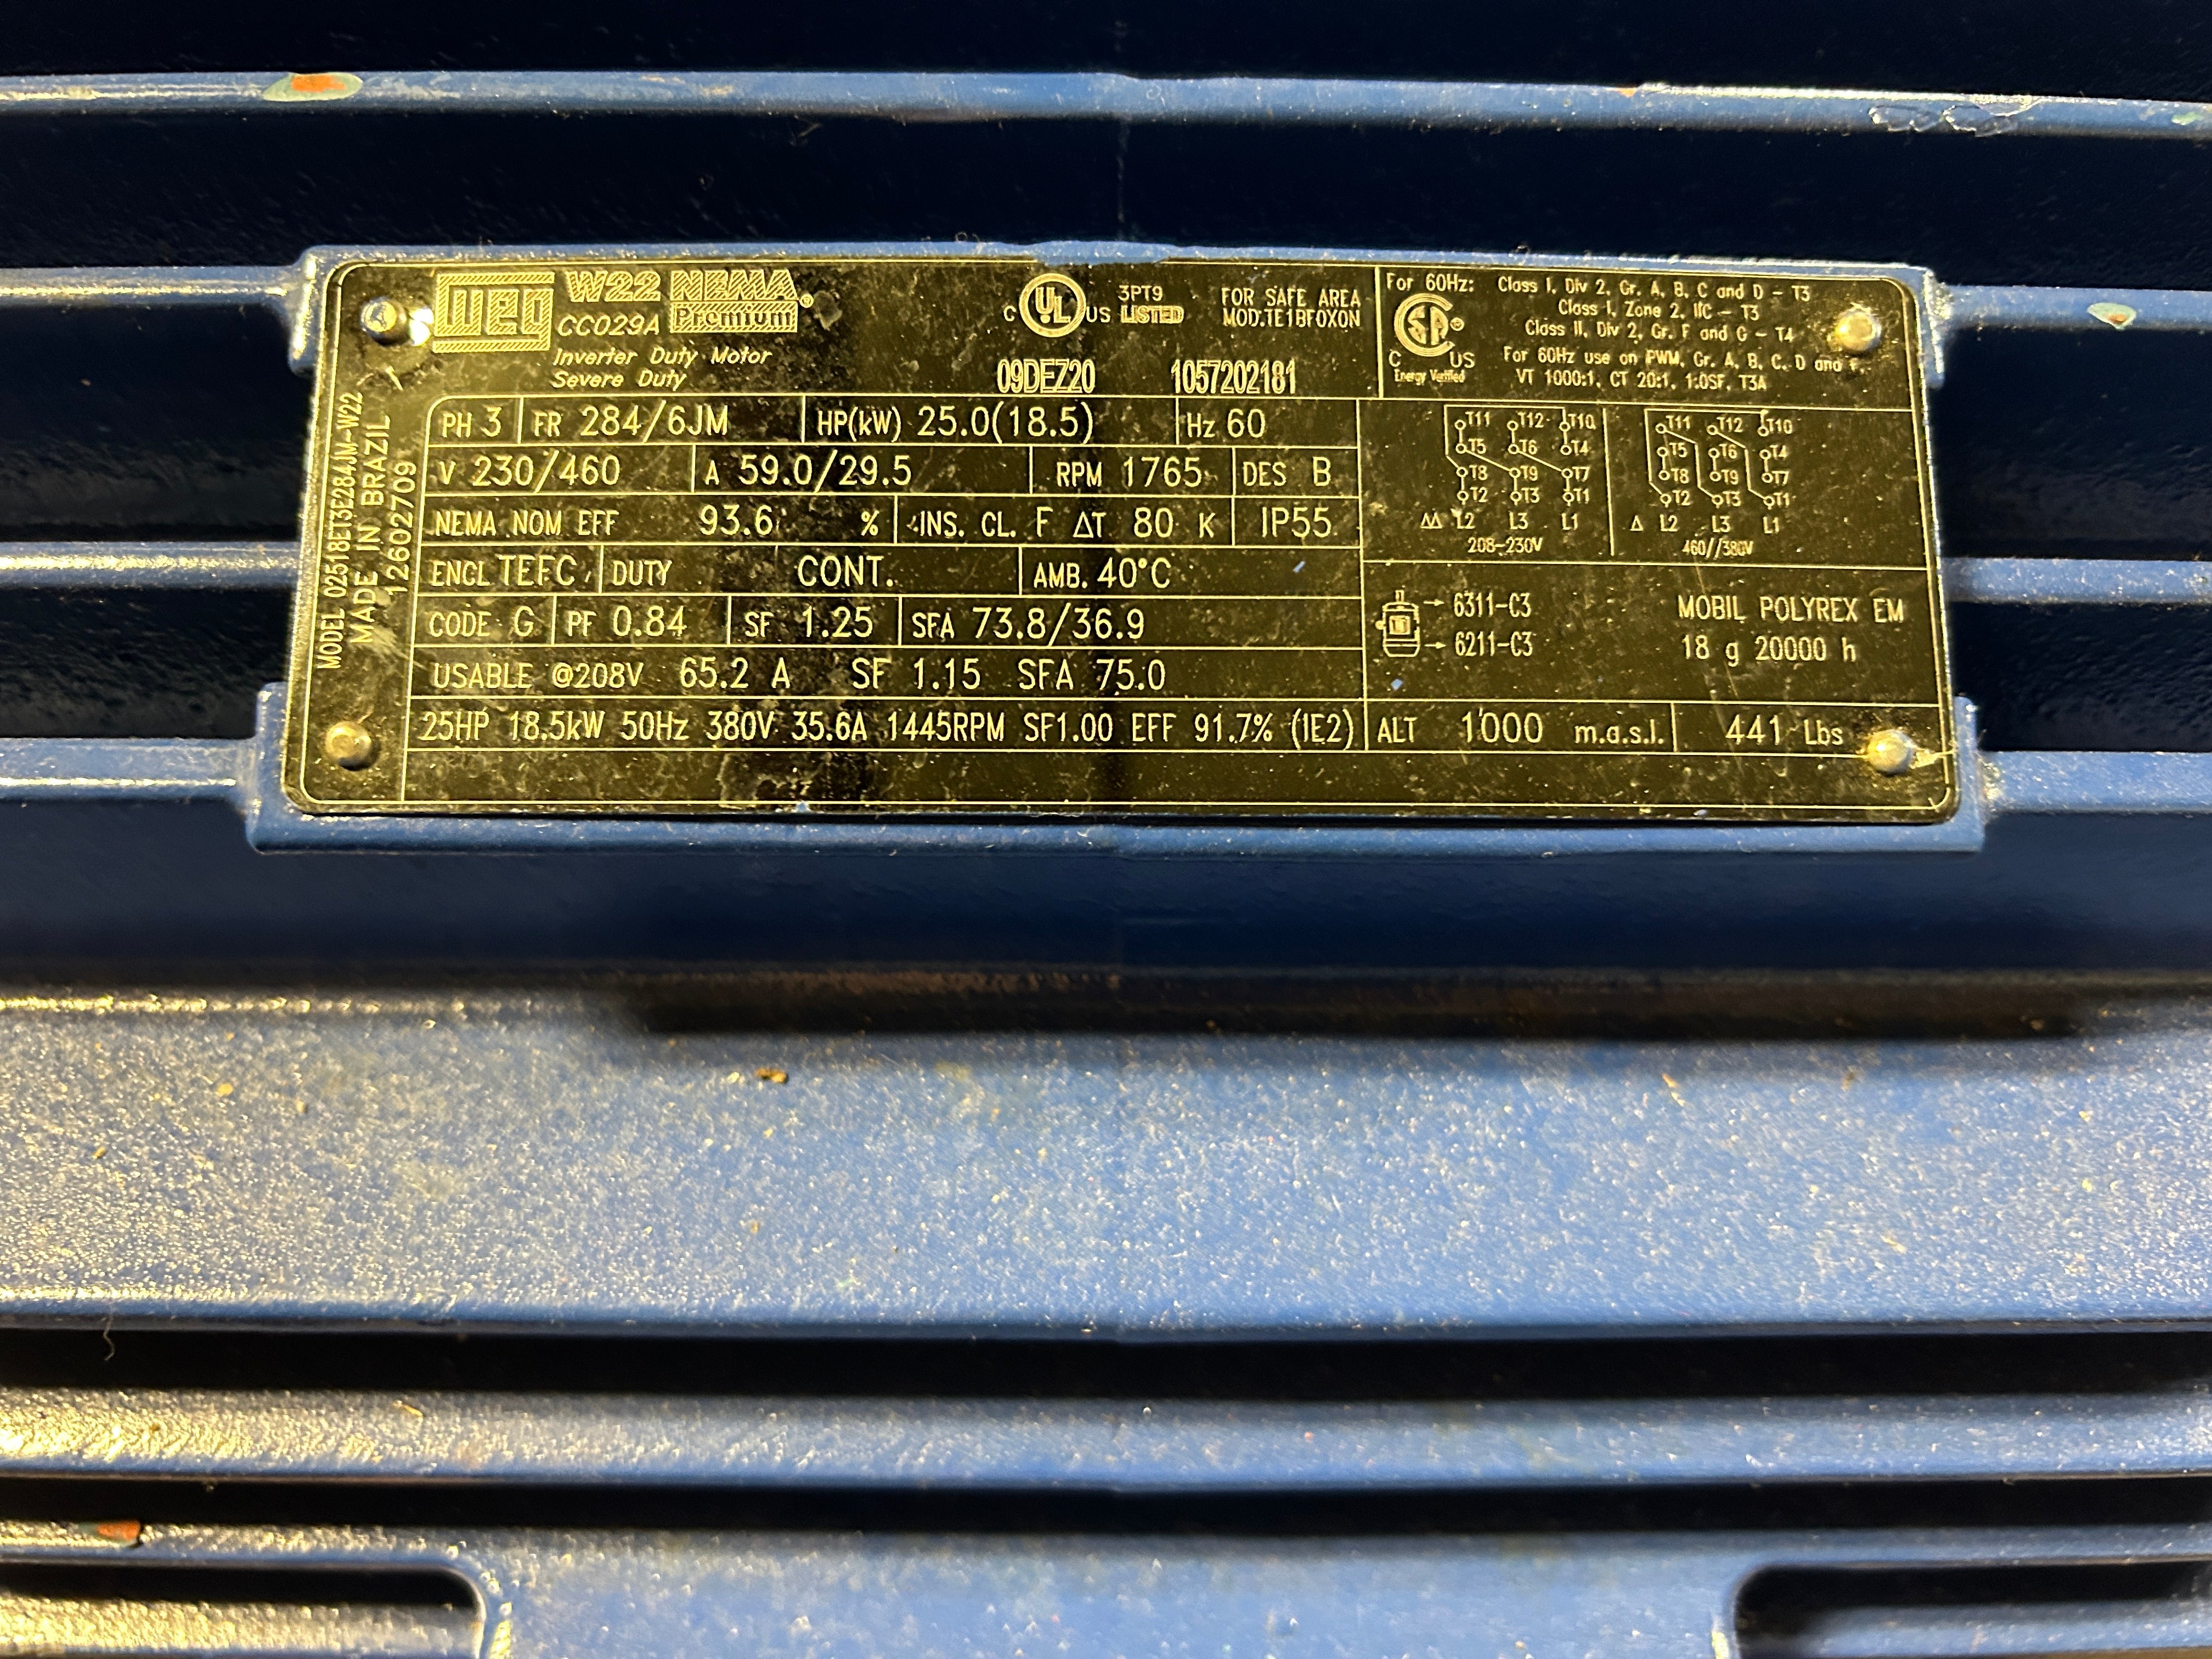 WEG W22 NEMA Premium
CC029A
Inverter Duty Motor
Severe Duty
C UL US 3PT9 LISTED
FOR SAFE AREA
MOD.TE1BF0X0N
09DEZ20 1057202181
For 60Hz: Class I, Div 2, Gr. A, B, C and D - T3
Class I, Zone 2, IIC - T3
Class II, Div 2, Gr. F and G - T4
For 60Hz use on PWM, Gr. A, B, C, D and F,
VT 1000:1, CT 20:1, 1.0SF, T3A
C US
Energy Verified
MODEL 02518ET3E284JM-W22
MADE IN BRAZIL
12602709
PH 3 FR 284/6JM HP(kW) 25.0(18.5) Hz 60
V 230/460 A 59.0/29.5 RPM 1765 DES B
NEMA NOM EFF 93.6 % INS. CL. F ΔT 80 K IP55
ENCL TEFC DUTY CONT. AMB. 40°C
CODE G PF 0.84 SF 1.25 SFA 73.8/36.9
USABLE @208V 65.2 A SF 1.15 SFA 75.0
25HP 18.5kW 50Hz 380V 35.6A 1445RPM SF1.00 EFF 91.7% (IE2)
T11 T12 T10
T5 T6 T4
T8 T9 T7
T2 T3 T1
ΔΔ L2 L3 L1
208-230V
T11 T12 T10
T5 T6 T4
T8 T9 T7
T2 T3 T1
Δ L2 L3 L1
460//380V
6311-C3
6211-C3
MOBIL POLYREX EM
18 g 20000 h
ALT 1000 m.a.s.l. 441 Lbs